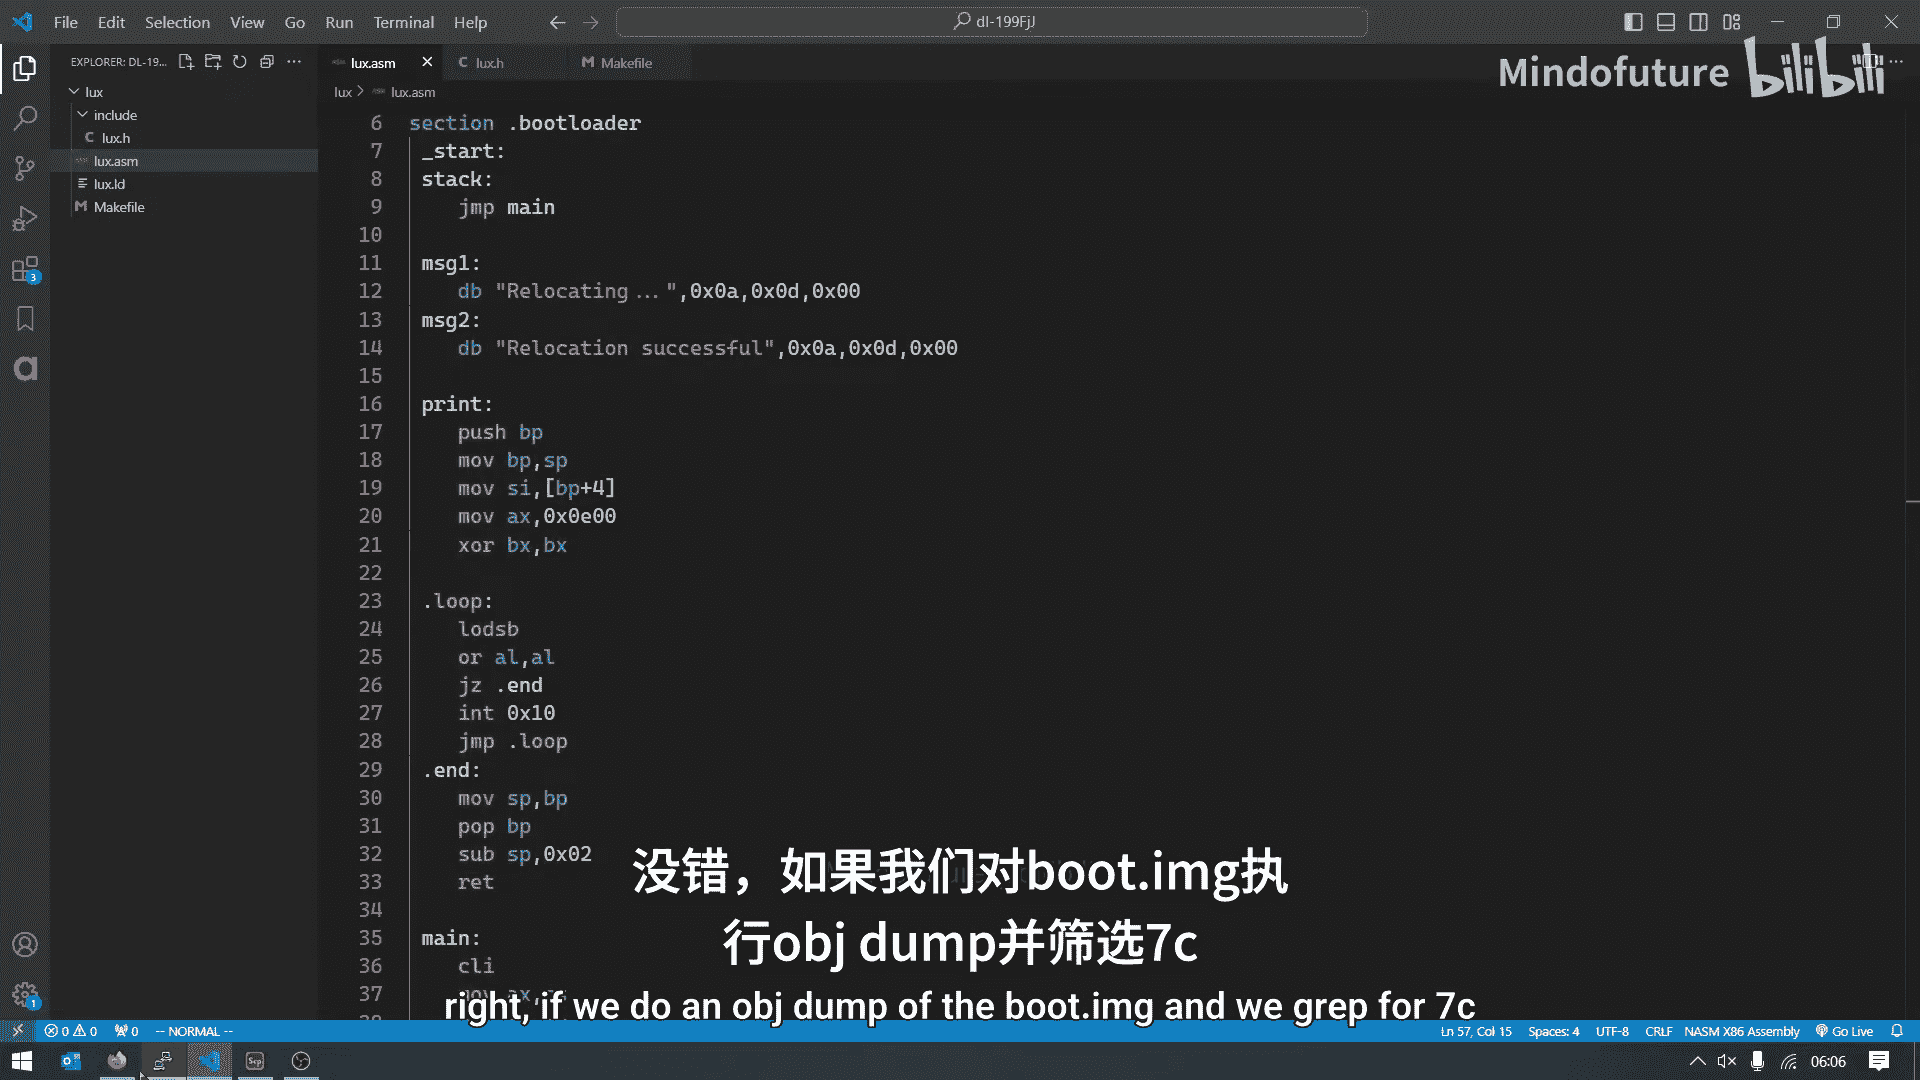 File Edit Selection View Go Run Terminal Help
dl-199FjJ
EXPLORER: DL-19...
lux.asm
lux.h
Makefile
Mindofuture bilibili
lux
include
lux.h
lux.asm
lux.ld
Makefile
lux > lux.asm
6 section .bootloader
7 _start:
8 stack:
9 jmp main
10
11 msg1:
12 db "Relocating...",0x0a,0x0d,0x00
13 msg2:
14 db "Relocation successful",0x0a,0x0d,0x00
15
16 print:
17 push bp
18 mov bp,sp
19 mov si,[bp+4]
20 mov ax,0x0e00
21 xor bx,bx
22
23 .loop:
24 lodsb
25 or al,al
26 jz .end
27 int 0x10
28 jmp .loop
29 .end:
30 mov sp,bp
31 pop bp
32 sub sp,0x02
33 ret
34
35 main:
36 cli
37
没错，如果我们对boot.img执
行obj dump并筛选7c
right, if we do an obj dump of the boot.img and we grep for 7c
3
1
0 0 0 -- NORMAL --
Ln 57, Col 15 Spaces: 4 UTF-8 CRLF NASM X86 Assembly Go Live
06:06